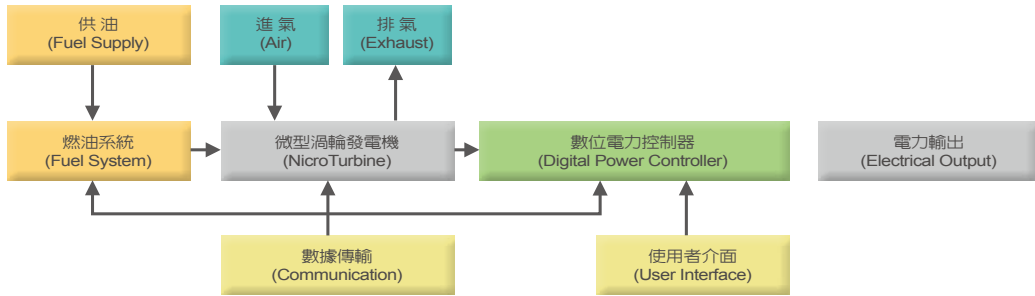 供 油
(Fuel Supply)
進 氣
(Air)
排 氣
(Exhaust)
燃油系統
(Fuel System)
微型渦輪發電機
(NicroTurbine)
數位電力控制器
(Digital Power Controller)
電力輸出
(Electrical Output)
數據傳輸
(Communication)
使用者介面
(User Interface)